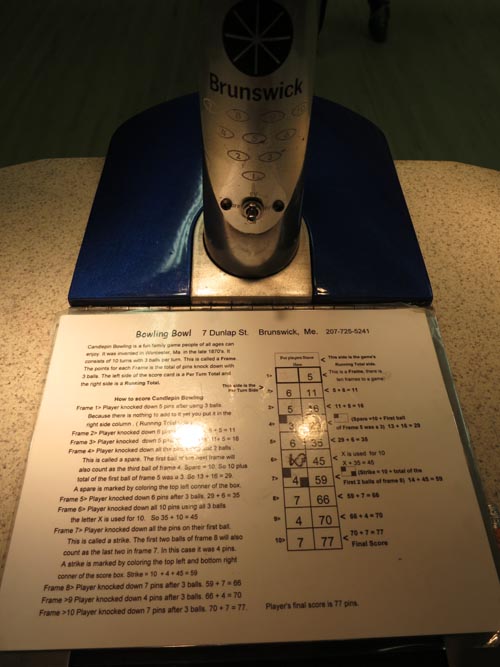 Brunswick
Bowling Bowl 7 Dunlap St. Brunswick, Me. 207-725-5241
Candlepin Bowling is a fun family game people of all ages can
enjoy. It was invented in Worcester, Ma. in the late 1870's. It
consists of 10 turns with 3 balls per turn. This is called a Frame.
The points for each Frame is the total of pins knock down with
3 balls. The left side of the score card is a Per Turn Total and
the right side is a Running Total.
How to score Candlepin Bowling
Frame 1> Player knocked down 5 pins after using 3 balls.
Because there is nothing to add to it yet you put it in the
right side column. (Running Total
Frame 2> Player knocked down 6 + 5 = 11
Frame 3> Player knocked down 5 11+ 5 = 16
Frame 4> Player knocked down all the 2 balls.
This is called a spare. The first ball of the next frame will
also count as the third ball of frame 4. Spare = 10. So 10 plus
total of the first ball of frame 5 was a 3. So 13 + 16 = 29.
A spare is marked by coloring the top left conner of the box.
Frame 5> Player knocked down 6 pins after 3 balls. 29 + 6 = 35
Frame 6> Player knocked down all 10 pins using all 3 balls
the letter X is used for 10. So 35 + 10 = 45
Frame 7> Player knocked down all the pins on their first ball.
This is called a strike. The first two balls of frame 8 will also
count as the last two in frame 7. In this case it was 4 pins.
A strike is marked by coloring the top left and bottom right
conner of the score box. Strike = 10 + 4 + 45 = 59
Frame 8> Player knocked down 7 pins after 3 balls. 59 + 7 = 66
Frame >9 Player knocked down 4 pins after 3 balls. 66 + 4 = 70
Frame >10 Player knocked down 7 pins after 3 balls. 70 + 7 = 77.
Put players Name
Here
This side is the game's
Running Total side.
1> 5
This is a Frame, there is
ten frames to a game
This side is the
Per Turn Side >
2> 6 11 < 5 + 6 = 11
3> 5 < 11 + 5 = 16
(Spare =10 + First ball
of Frame 5 was a 3) 13 + 16 = 29
6 35 < 29 + 6 = 35
45 X is used for 10
X + 35 = 45
7> 4 59 (Strike = 10 + total of the
First 2 balls of frame 8) 14 + 45 = 59
8> 7 66 < 59 + 7 = 66
9> 4 70 < 66 + 4 = 70
10> 7 77 < 70 + 7 = 77
Final Score
Player's final score is 77 pins.